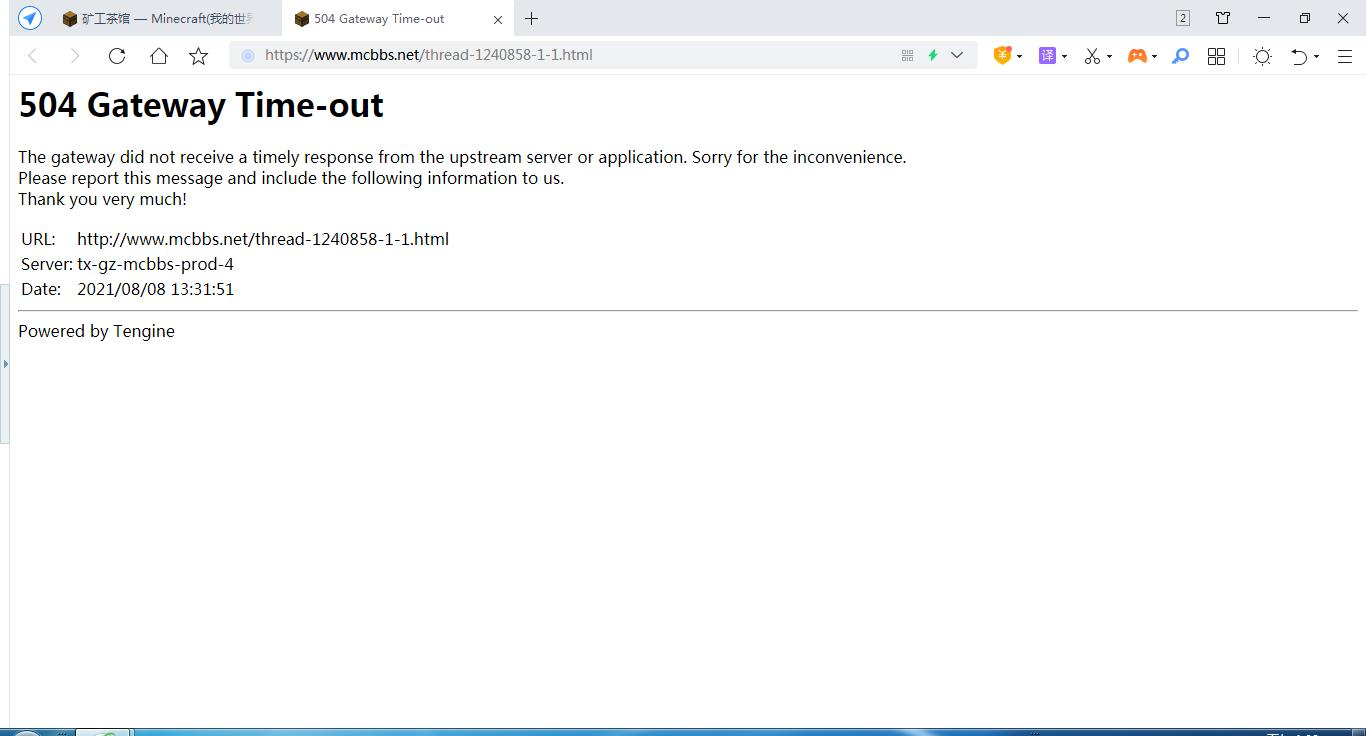 矿工茶馆 — Minecraft(我的世
504 Gateway Time-out
2
https://www.mcbbs.net/thread-1240858-1-1.html
译
504 Gateway Time-out
The gateway did not receive a timely response from the upstream server or application. Sorry for the inconvenience.
Please report this message and include the following information to us.
Thank you very much!
URL: http://www.mcbbs.net/thread-1240858-1-1.html
Server: tx-gz-mcbbs-prod-4
Date: 2021/08/08 13:31:51
Powered by Tengine